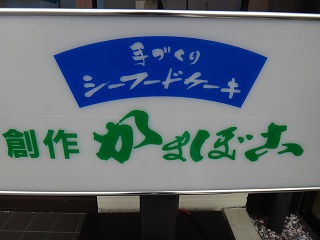 手づくり
シーフードケーキ
創作 かまぼこ